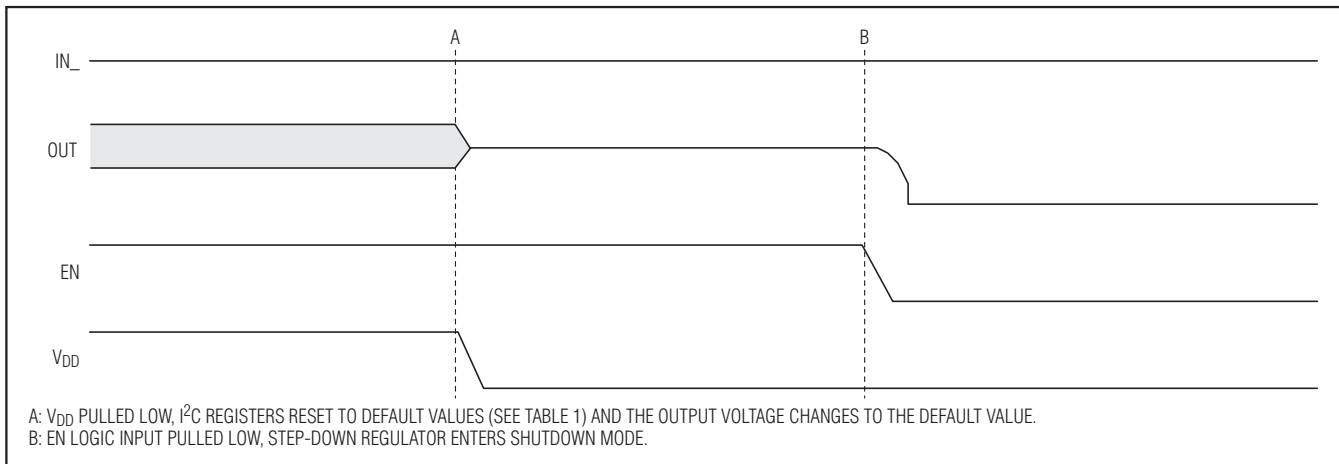 A
B
IN_
OUT
EN
VDD
A: VDD PULLED LOW, I2C REGISTERS RESET TO DEFAULT VALUES (SEE TABLE 1) AND THE OUTPUT VOLTAGE CHANGES TO THE DEFAULT VALUE.
B: EN LOGIC INPUT PULLED LOW, STEP-DOWN REGULATOR ENTERS SHUTDOWN MODE.